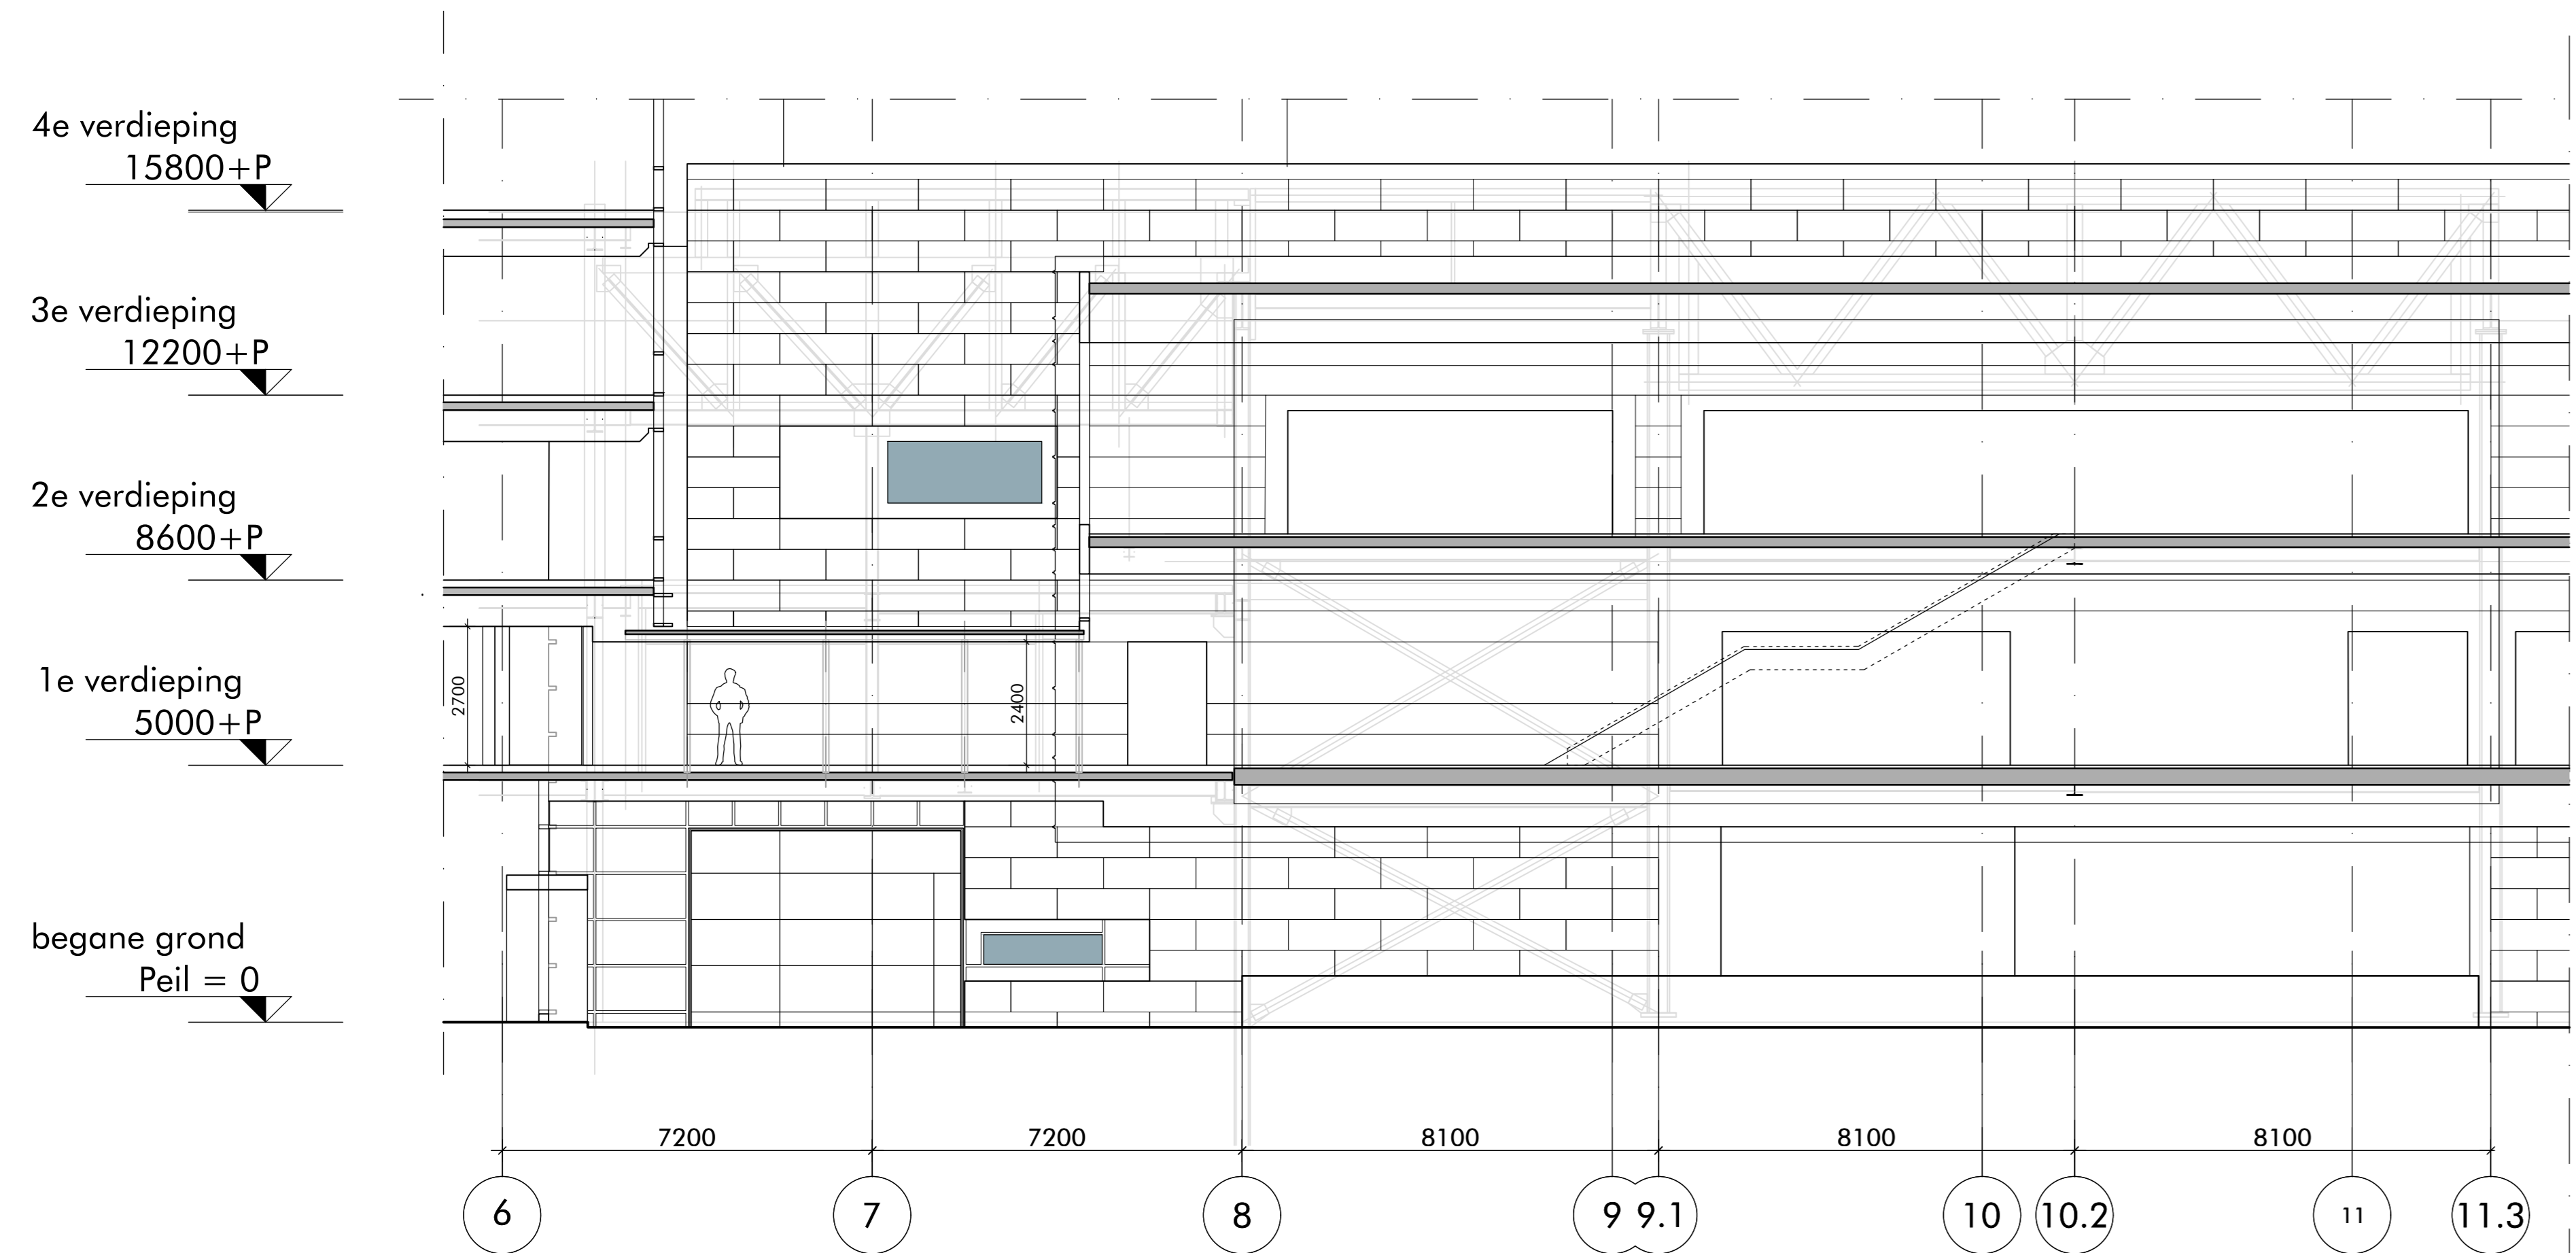 4e verdieping
15800+P
3e verdieping
12200+P
2e verdieping
8600+P
1e verdieping
5000+P
2700
2400
begane grond
Peil = 0
7200
7200
8100
8100
8100
6
7
8
9
9.1
10
10.2
11
11.3